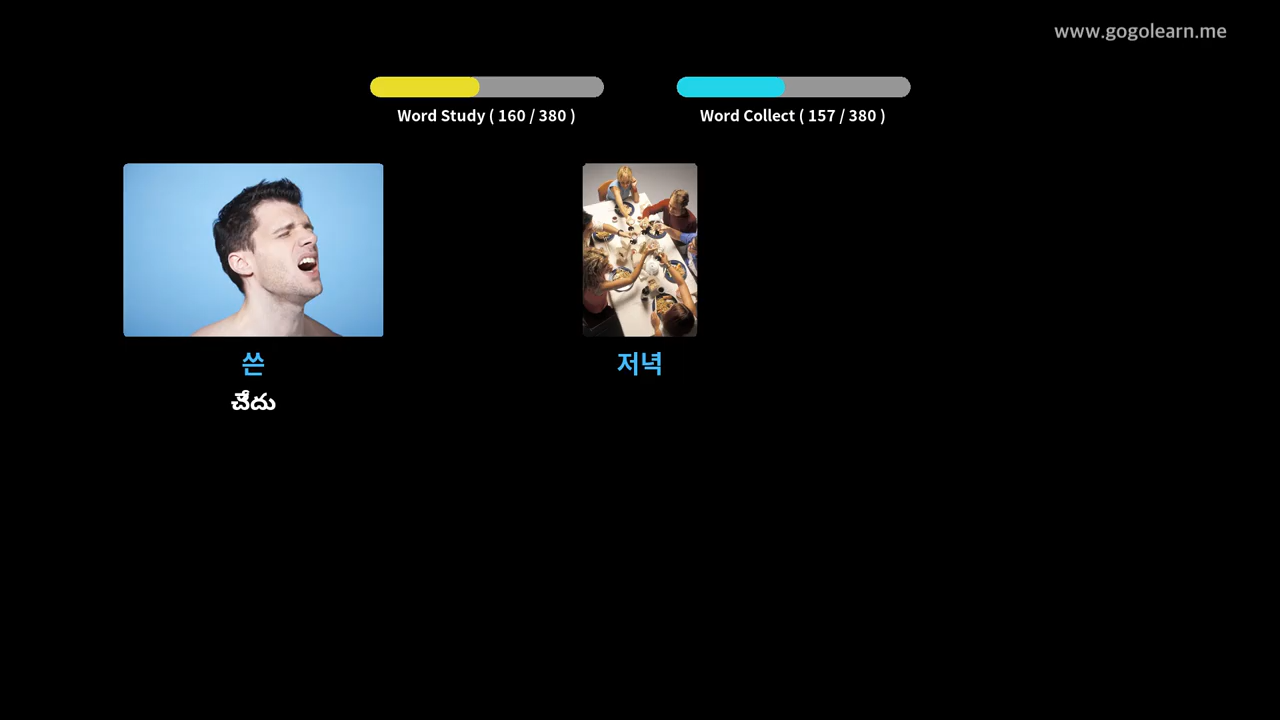 www.gogolearn.me
Word Study ( 160 / 380 )
Word Collect ( 157 / 380 )
쓴
చేదు
저녁